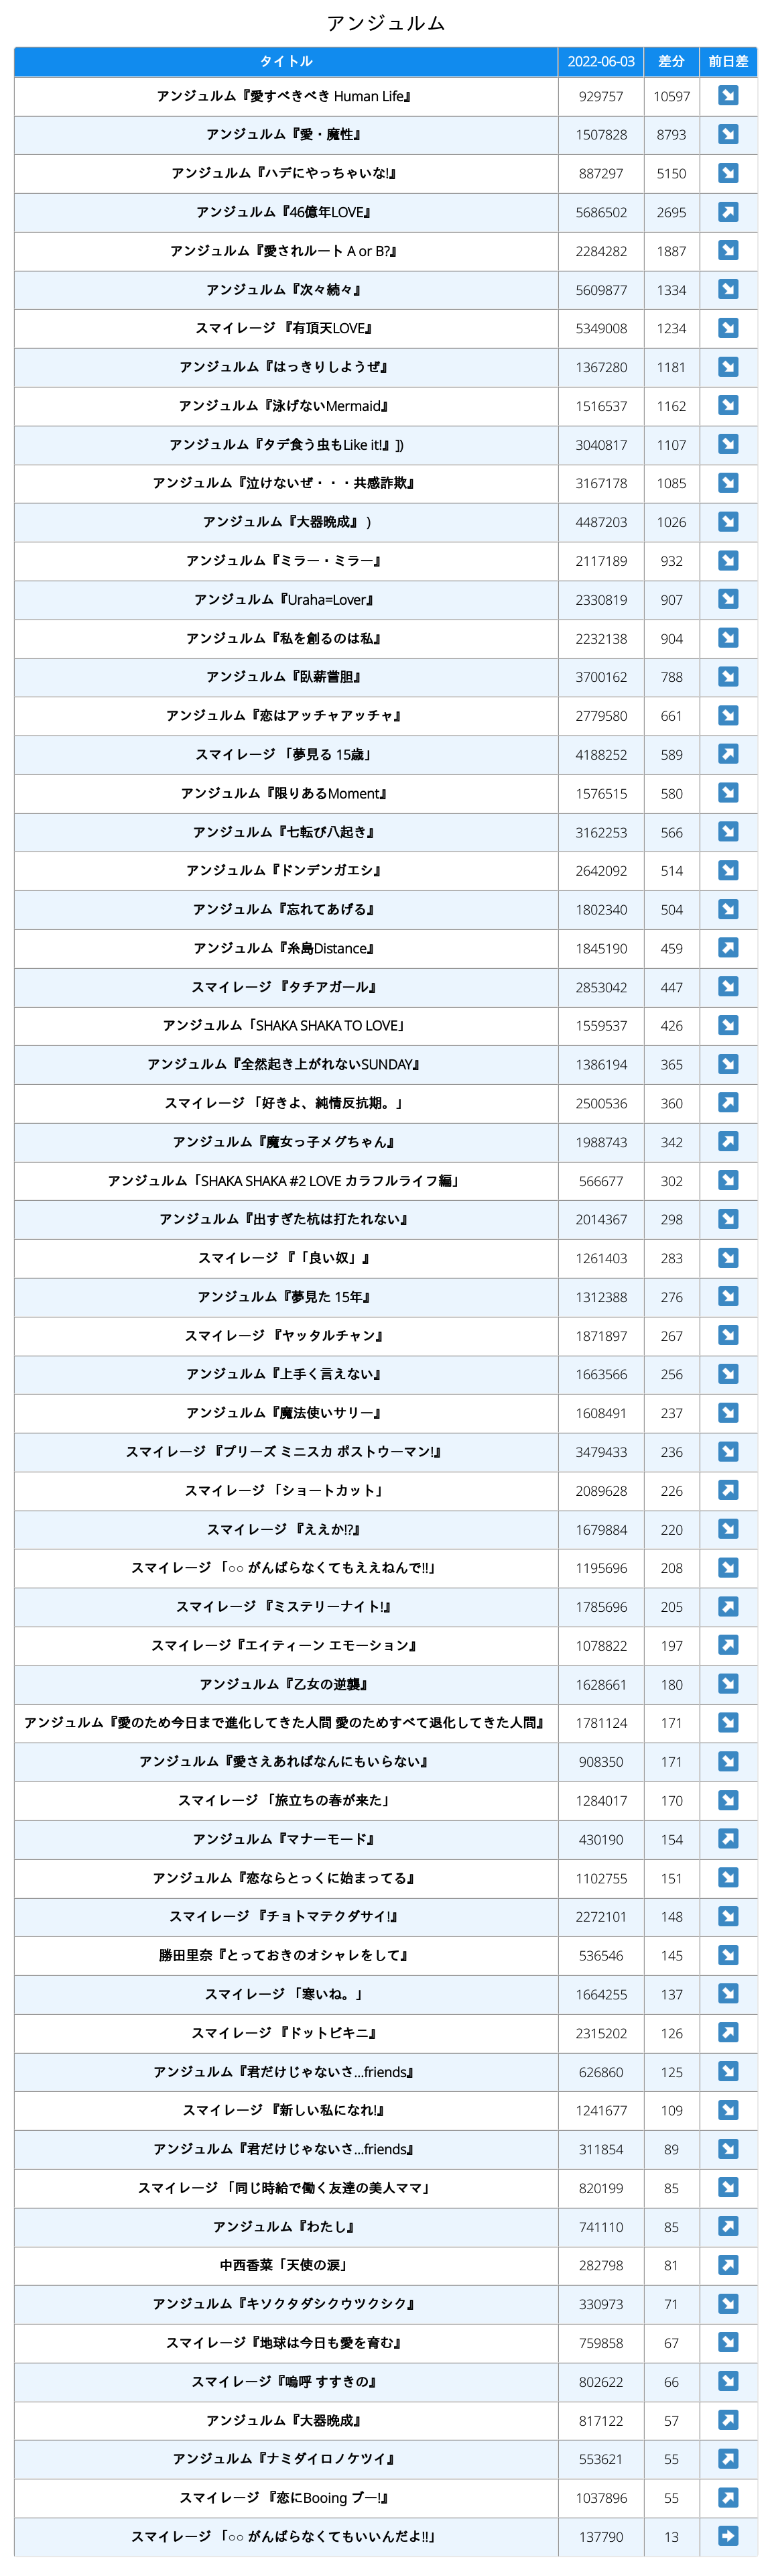 アンジュルム
タイトル 2022-06-03 差分 前日差
アンジュルム『愛すべきべき Human Life』 929757 10597 ↘
アンジュルム『愛・魔性』 1507828 8793 ↘
アンジュルム『ハデにやっちゃいな!』 887297 5150 ↘
アンジュルム『46億年LOVE』 5686502 2695 ↗
アンジュルム『愛されルート A or B?』 2284282 1887 ↘
アンジュルム『次々続々』 5609877 1334 ↘
スマイレージ 『有頂天LOVE』 5349008 1234 ↘
アンジュルム『はっきりしようぜ』 1367280 1181 ↘
アンジュルム『泳げないMermaid』 1516537 1162 ↘
アンジュルム『タデ食う虫もLike it!』]) 3040817 1107 ↘
アンジュルム『泣けないぜ・・・共感詐欺』 3167178 1085 ↘
アンジュルム『大器晩成』 ) 4487203 1026 ↘
アンジュルム『ミラー・ミラー』 2117189 932 ↘
アンジュルム『Uraha=Lover』 2330819 907 ↘
アンジュルム『私を創るのは私』 2232138 904 ↘
アンジュルム『臥薪嘗胆』 3700162 788 ↘
アンジュルム『恋はアッチャアッチャ』 2779580 661 ↘
スマイレージ 「夢見る 15歳」 4188252 589 ↗
アンジュルム『限りあるMoment』 1576515 580 ↘
アンジュルム『七転び八起き』 3162253 566 ↘
アンジュルム『ドンデンガエシ』 2642092 514 ↘
アンジュルム『忘れてあげる』 1802340 504 ↘
アンジュルム『糸島Distance』 1845190 459 ↗
スマイレージ 『タチアガール』 2853042 447 ↘
アンジュルム「SHAKA SHAKA TO LOVE」 1559537 426 ↘
アンジュルム『全然起き上がれないSUNDAY』 1386194 365 ↘
スマイレージ 「好きよ、純情反抗期。」 2500536 360 ↗
アンジュルム『魔女っ子メグちゃん』 1988743 342 ↗
アンジュルム「SHAKA SHAKA #2 LOVE カラフルライフ編」 566677 302 ↘
アンジュルム『出すぎた杭は打たれない』 2014367 298 ↘
スマイレージ 『「良い奴」』 1261403 283 ↘
アンジュルム『夢見た 15年』 1312388 276 ↘
スマイレージ 『ヤッタルチャン』 1871897 267 ↘
アンジュルム『上手く言えない』 1663566 256 ↘
アンジュルム『魔法使いサリー』 1608491 237 ↘
スマイレージ 『プリーズ ミニスカ ポストウーマン!』 3479433 236 ↘
スマイレージ 「ショートカット」 2089628 226 ↗
スマイレージ 『ええか!?』 1679884 220 ↘
スマイレージ 「○○ がんばらなくてもええねんで!!」 1195696 208 ↘
スマイレージ 『ミステリーナイト!』 1785696 205 ↗
スマイレージ『エイティーン エモーション』 1078822 197 ↗
アンジュルム『乙女の逆襲』 1628661 180 ↘
アンジュルム『愛のため今日まで進化してきた人間 愛のためすべて退化してきた人間』 1781124 171 ↘
アンジュルム『愛さえあればなんにもいらない』 908350 171 ↘
スマイレージ 「旅立ちの春が来た」 1284017 170 ↘
アンジュルム『マナーモード』 430190 154 ↗
アンジュルム『恋ならとっくに始まってる』 1102755 151 ↘
スマイレージ 『チョトマテクダサイ!』 2272101 148 ↘
勝田里奈『とっておきのオシャレをして』 536546 145 ↘
スマイレージ 「寒いね。」 1664255 137 ↘
スマイレージ 『ドットビキニ』 2315202 126 ↗
アンジュルム『君だけじゃないさ...friends』 626860 125 ↘
スマイレージ 『新しい私になれ!』 1241677 109 ↘
アンジュルム『君だけじゃないさ...friends』 311854 89 ↘
スマイレージ 「同じ時給で働く友達の美人ママ」 820199 85 ↘
アンジュルム『わたし』 741110 85 ↗
中西香菜「天使の涙」 282798 81 ↗
アンジュルム『キソクタダシクウツクシク』 330973 71 ↘
スマイレージ『地球は今日も愛を育む』 759858 67 ↘
スマイレージ『嗚呼 すすきの』 802622 66 ↘
アンジュルム『大器晩成』 817122 57 ↗
アンジュルム『ナミダイロノケツイ』 553621 55 ↗
スマイレージ 『恋にBooing ブー!』 1037896 55 ↗
スマイレージ 「○○ がんばらなくてもいいんだよ!!」 137790 13 →